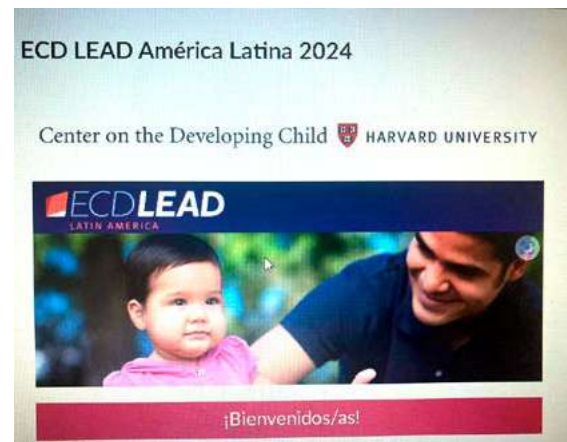 ECD LEAD América Latina 2024
Center on the Developing Child HARVARD UNIVERSITY
ECDLEAD
LATIN AMERICA
¡Bienvenidos/as!